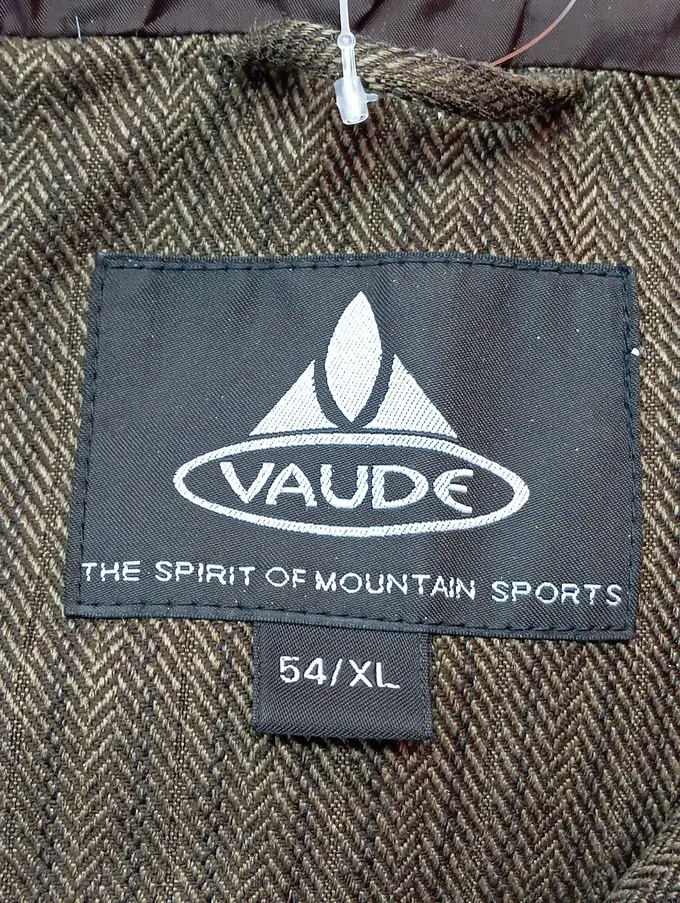 VAUDE
THE SPIRIT OF MOUNTAIN SPORTS
54/XL